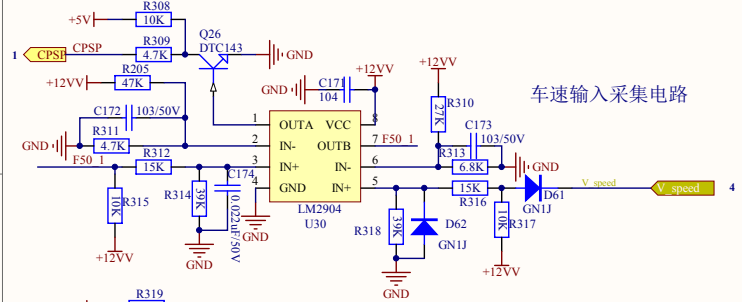 R308
+5V
10K
Q26
DTC143
1
CPSP
CPSP
R309
4.7K
GND
R205
+12VV
47K
C171
104
GND
+12VV
+12VV
R310
27K
车速输入采集电路
C172
103/50V
R311
4.7K
GND
1
OUTA
VCC
8
2
IN-
OUTB
7
F50_1
C173
103/50V
R313
6.8K
GND
F50_1
R312
15K
3
IN+
IN-
6
C174
0.022uF/50V
4
GND
IN+
5
15K
R316
D61
GN1J
V_speed
V_speed
4
R315
10K
R314
39K
LM2904
U30
GND
R318
39K
D62
GN1J
R317
10K
+12VV
GND
+12VV
GND
R319